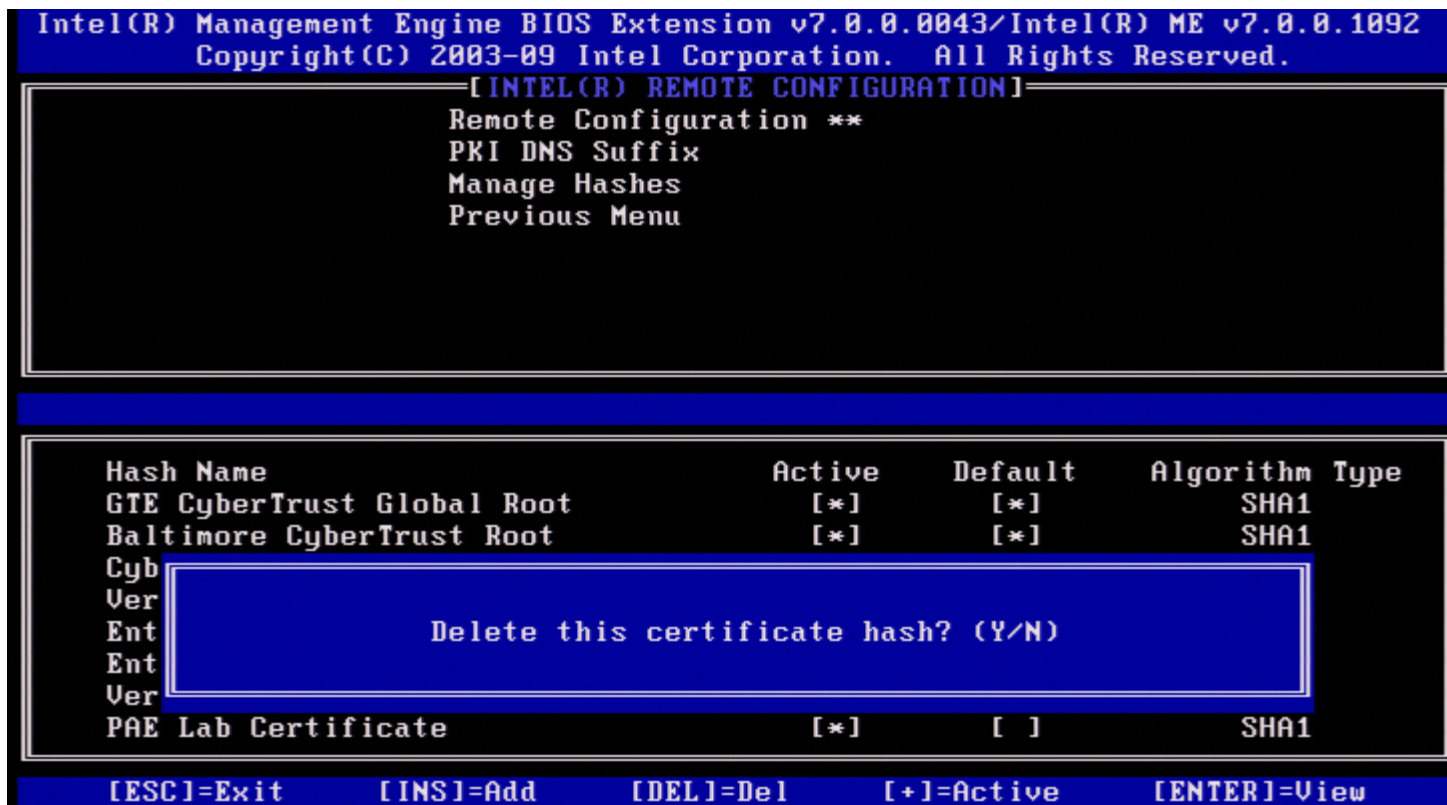 Intel(R) Management Engine BIOS Extension v7.0.0.0043/Intel(R) ME v7.0.0.1092
Copyright(C) 2003-09 Intel Corporation. All Rights Reserved.
[INTEL(R) REMOTE CONFIGURATION]
Remote Configuration **
PKI DNS Suffix
Manage Hashes
Previous Menu
Hash Name Active Default Algorithm Type
GTE CyberTrust Global Root [*] [*] SHA1
Baltimore CyberTrust Root [*] [*] SHA1
Cyb
Ver
Ent Delete this certificate hash? (Y/N)
Ent
Ver
PAE Lab Certificate [*] [ ] SHA1
[ESC]=Exit [INS]=Add [DEL]=Del [+]=Active [ENTER]=View